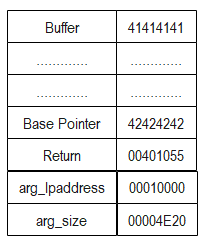 Buffer 41414141
............. .............
............. .............
Base Pointer 42424242
Return 00401055
arg_lpaddress 00010000
arg_size 00004E20